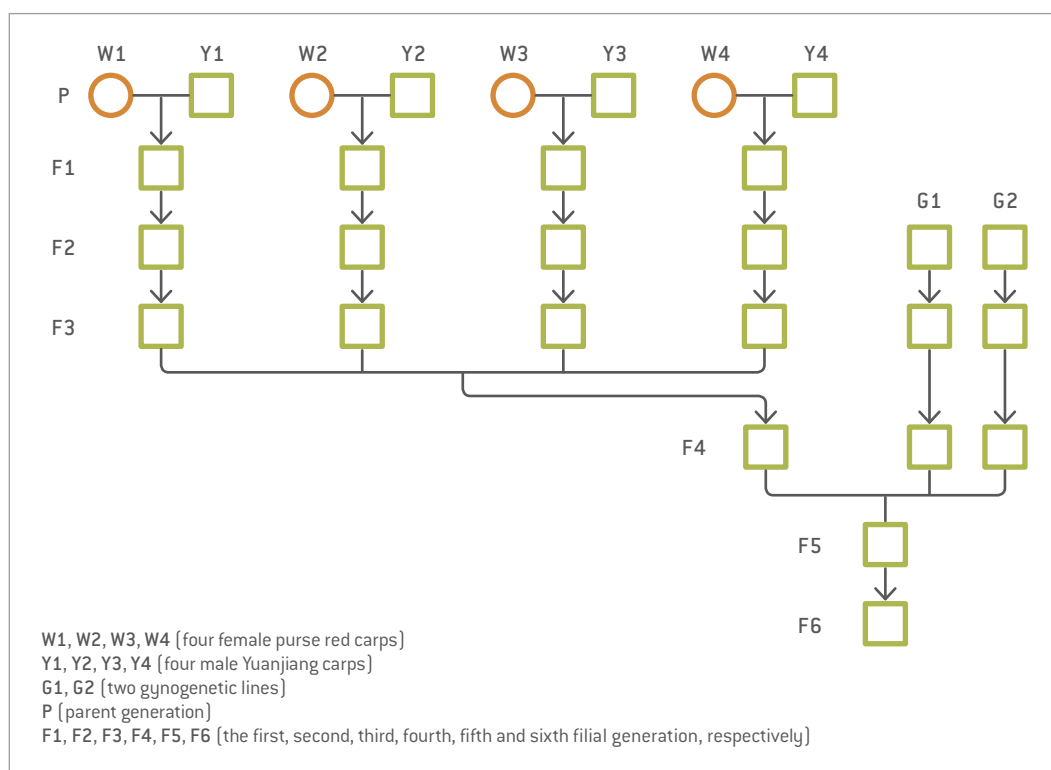 W1 Y1 W2 Y2 W3 Y3 W4 Y4
P
F1
G1 G2
F2
F3
F4
F5
F6
W1, W2, W3, W4 (four female purse red carps)
Y1, Y2, Y3, Y4 (four male Yuanjiang carps)
G1, G2 (two gynogenetic lines)
P (parent generation)
F1, F2, F3, F4, F5, F6 (the first, second, third, fourth, fifth and sixth filial generation, respectively)